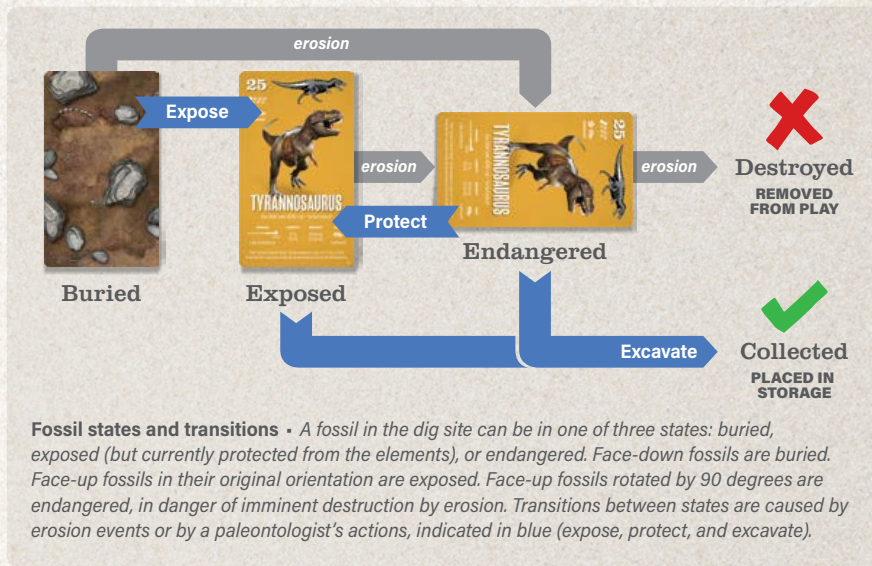 erosion
Expose
25
TYRANNOSAURUS
erosion
Protect
25
TYRANNOSAURUS
erosion
Destroyed
REMOVED
FROM PLAY
Buried
Exposed
Endangered
Excavate
Collected
PLACED IN
STORAGE
Fossil states and transitions • A fossil in the dig site can be in one of three states: buried,
exposed (but currently protected from the elements), or endangered. Face-down fossils are buried.
Face-up fossils in their original orientation are exposed. Face-up fossils rotated by 90 degrees are
endangered, in danger of imminent destruction by erosion. Transitions between states are caused by
erosion events or by a paleontologist’s actions, indicated in blue (expose, protect, and excavate).